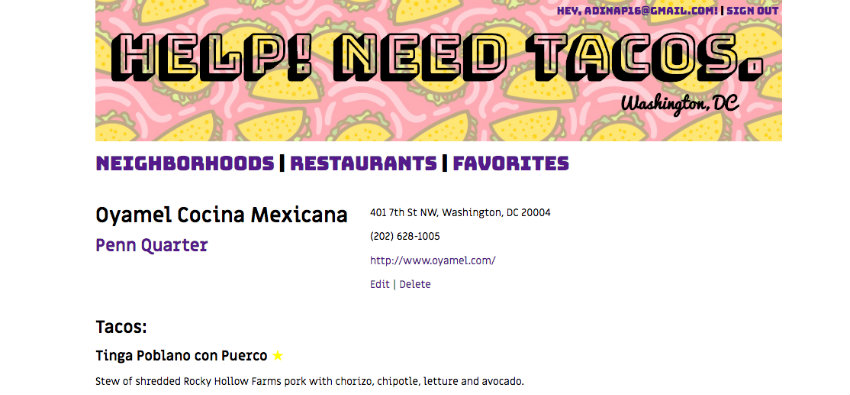 HEY, ADINAP16@GMAIL.COM! | SIGN OUT
HELP! NEED TACOS.
Washington, DC
NEIGHBORHOODS | RESTAURANTS | FAVORITES
Oyamel Cocina Mexicana
Penn Quarter
401 7th St NW, Washington, DC 20004
(202) 628-1005
http://www.oyamel.com/
Edit | Delete
Tacos:
Tinga Poblano con Puerco ★
Stew of shredded Rocky Hollow Farms pork with chorizo, chipotle, letture and avocado.